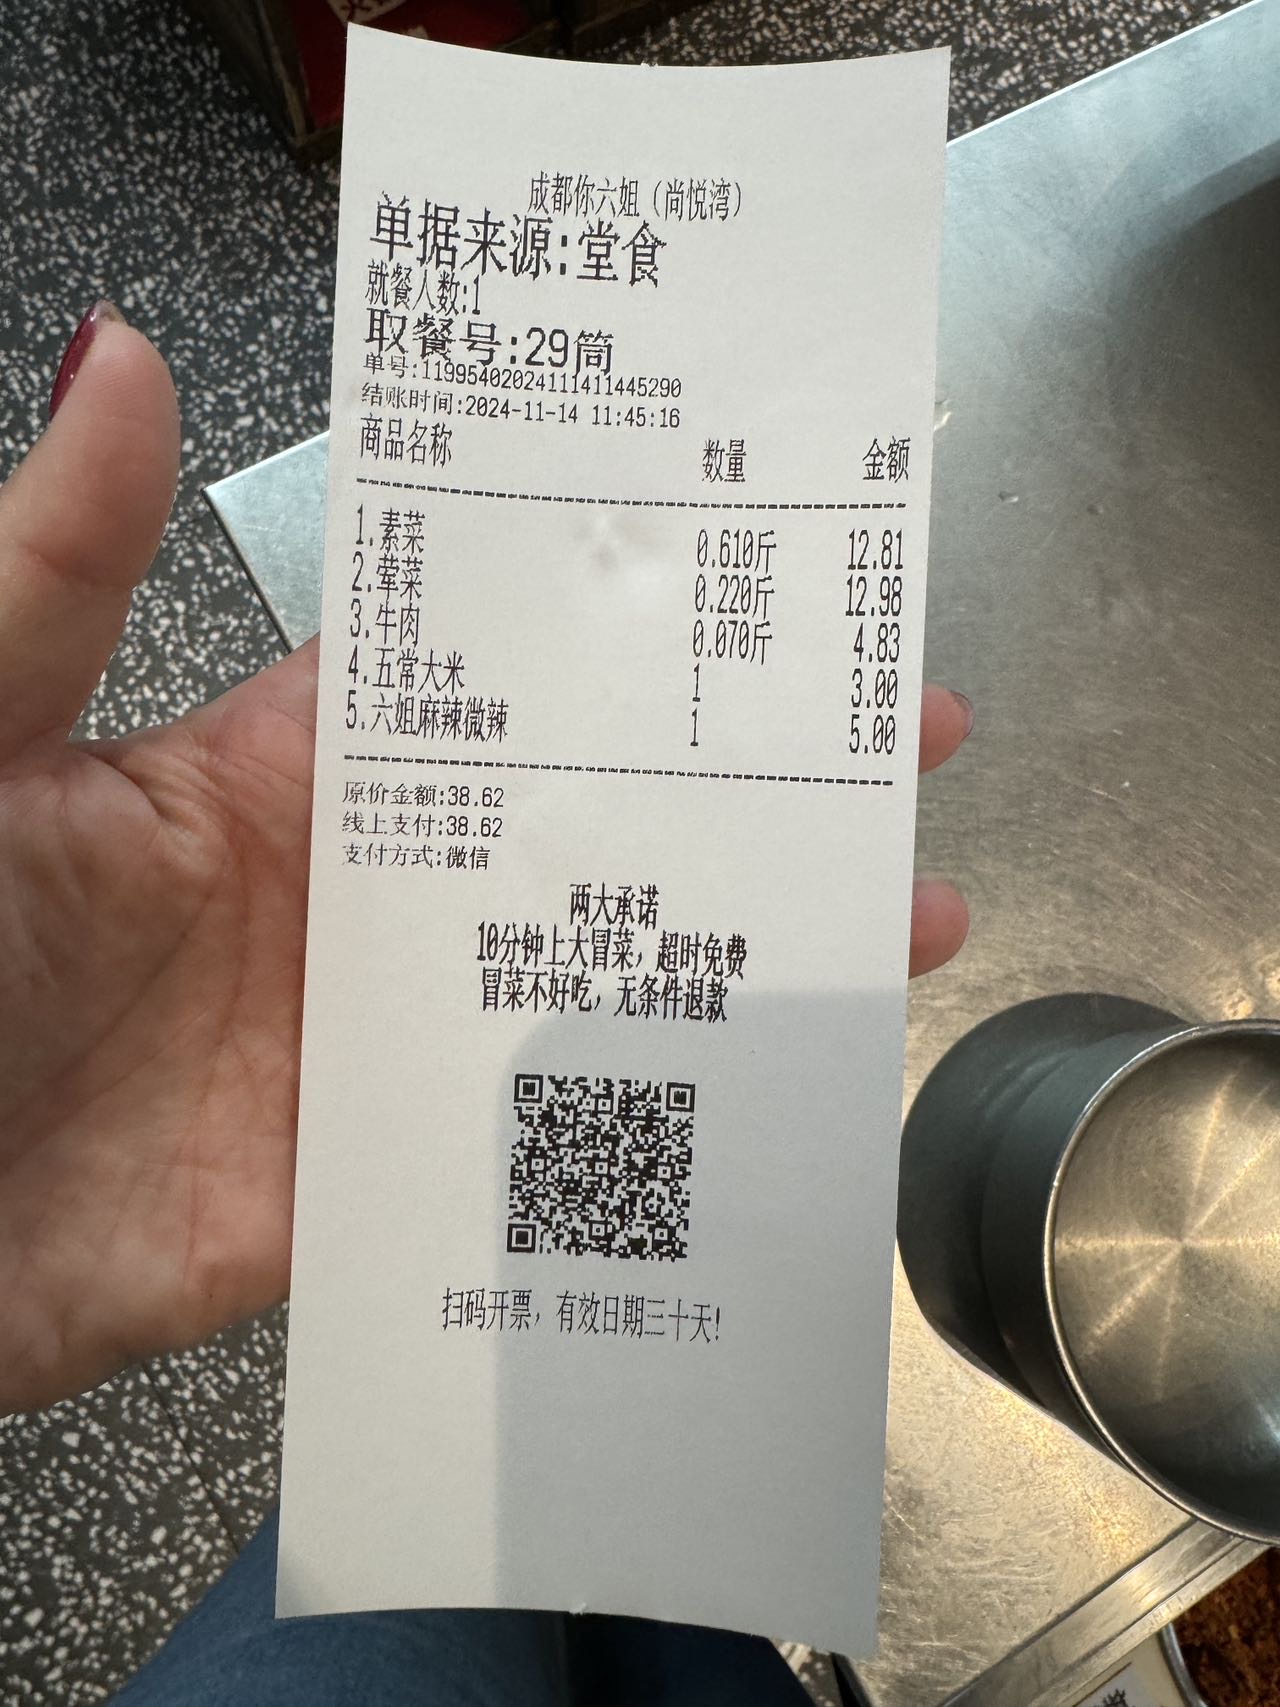 成都你六姐（尚悦湾）
单据来源:堂食
就餐人数:1
取餐号:29筒
单号:11995402024111411445290
结账时间:2024-11-14 11:45:16
商品名称 数量 金额
1.素菜 0.610斤 12.81
2.荤菜 0.220斤 12.98
3.牛肉 0.070斤 4.83
4.五常大米 1 3.00
5.六姐麻辣微辣 1 5.00
原价金额:38.62
线上支付:38.62
支付方式:微信
两大承诺
10分钟上大冒菜，超时免费
冒菜不好吃，无条件退款
扫码开票，有效日期三十天!